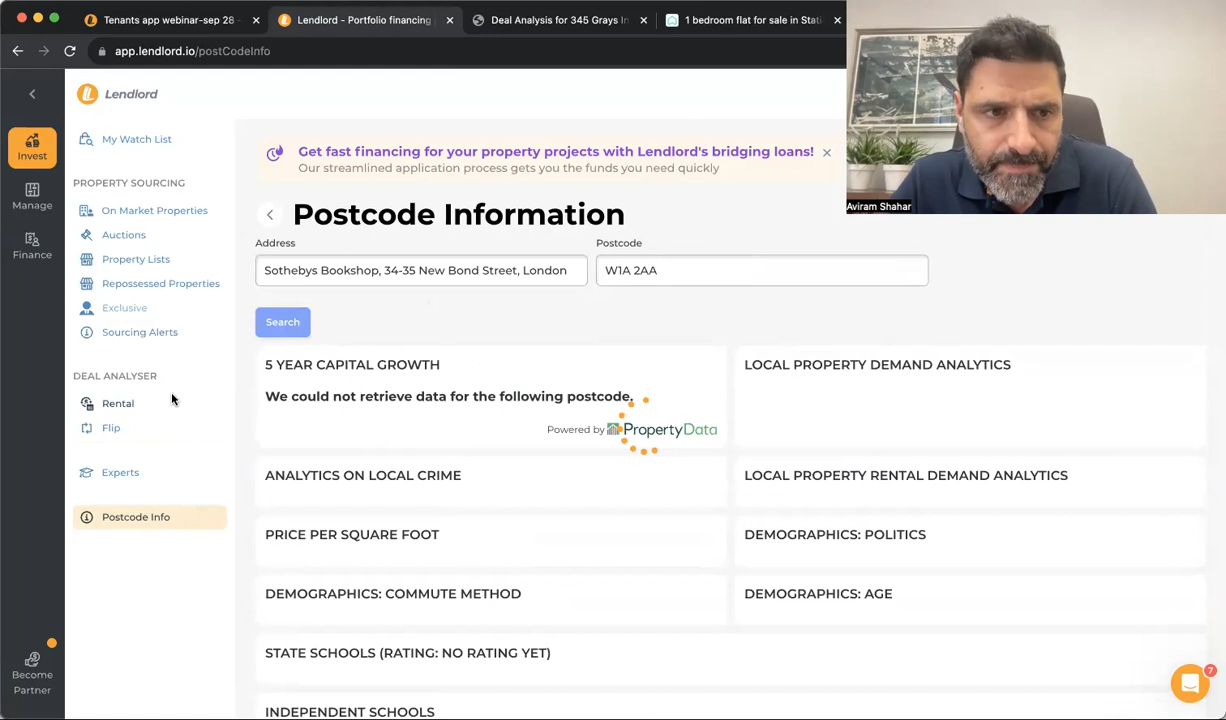 Tenants app webinar-sep 28 -
Lendlord - Portfolio financing
Deal Analysis for 345 Grays In
1 bedroom flat for sale in Stati
app.lendlord.io/postCodeInfo
Invest
Manage
Finance
Become
Partner
Lendlord
My Watch List
PROPERTY SOURCING
On Market Properties
Auctions
Property Lists
Repossessed Properties
Exclusive
Sourcing Alerts
DEAL ANALYSER
Rental
Flip
Experts
Postcode Info
Get fast financing for your property projects with Lendlord's bridging loans!
Our streamlined application process gets you the funds you need quickly
Aviram Shahar
Postcode Information
Address
Postcode
Sothebys Bookshop, 34-35 New Bond Street, London
W1A 2AA
Search
5 YEAR CAPITAL GROWTH
We could not retrieve data for the following postcode.
Powered by PropertyData
LOCAL PROPERTY DEMAND ANALYTICS
ANALYTICS ON LOCAL CRIME
LOCAL PROPERTY RENTAL DEMAND ANALYTICS
PRICE PER SQUARE FOOT
DEMOGRAPHICS: POLITICS
DEMOGRAPHICS: COMMUTE METHOD
DEMOGRAPHICS: AGE
STATE SCHOOLS (RATING: NO RATING YET)
INDEPENDENT SCHOOLS
7